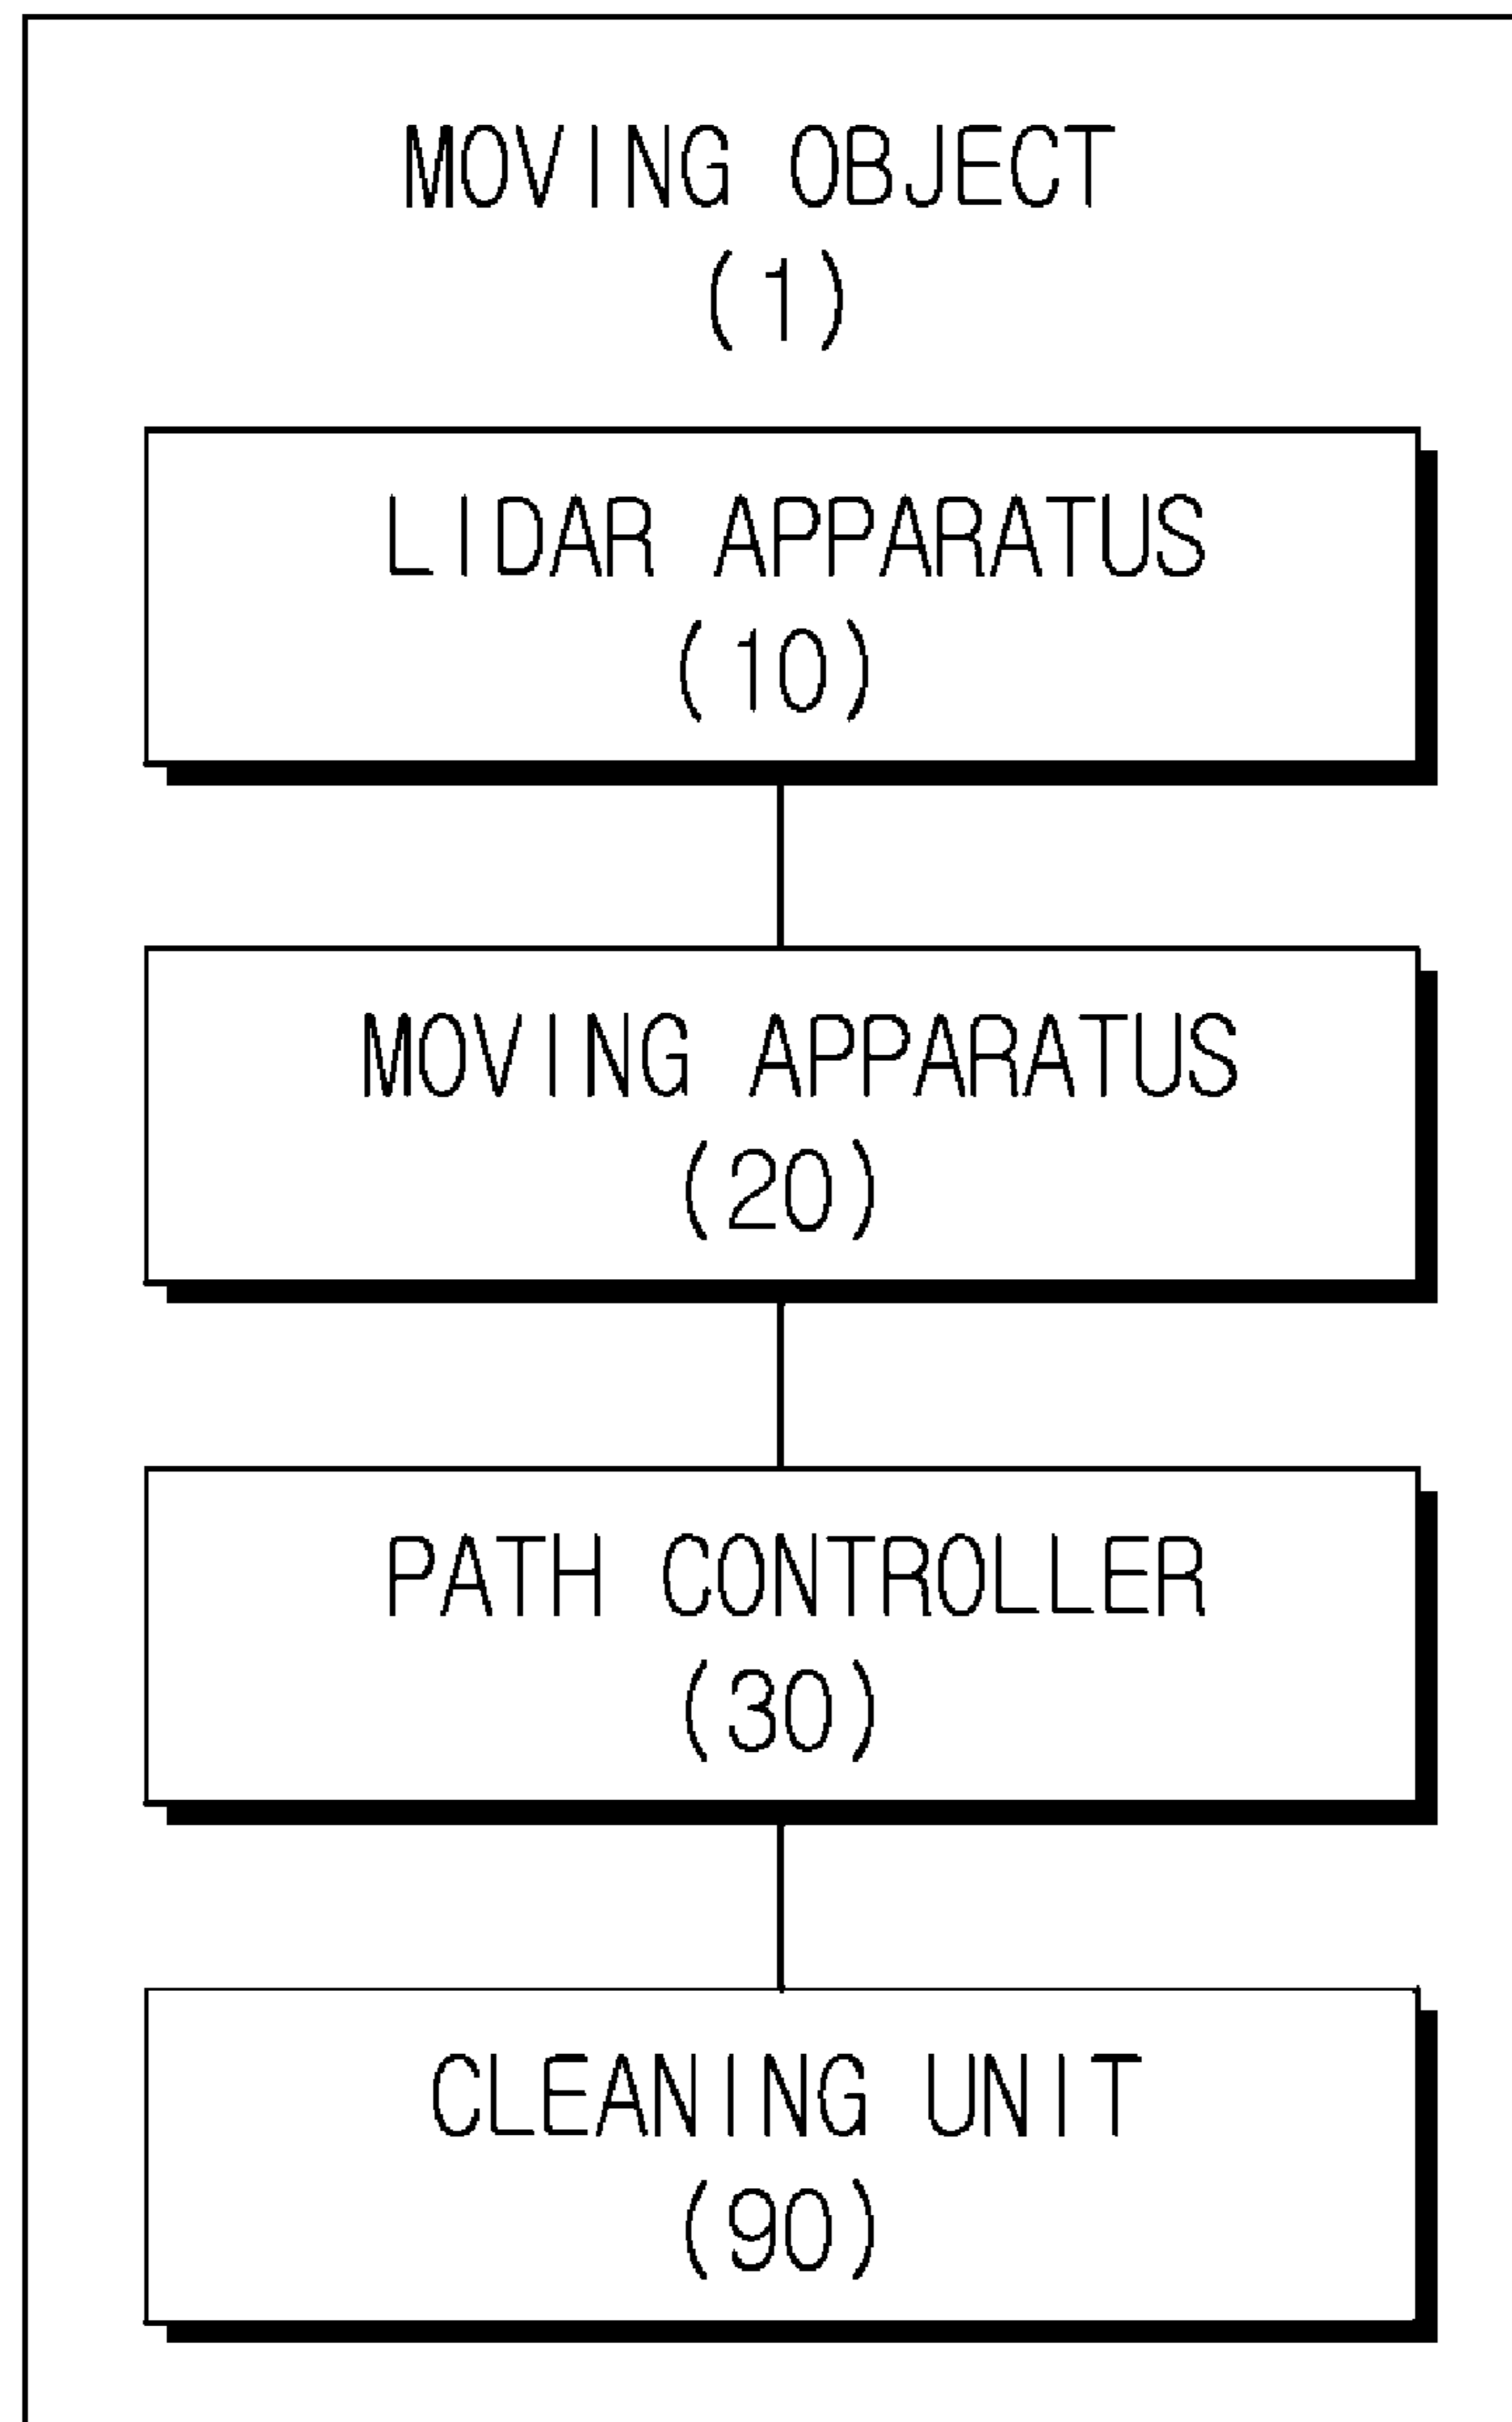 MOVING OBJECT
(1)
LIDAR APPARATUS
(10)
MOVING APPARATUS
(20)
PATH CONTROLLER
(30)
CLEANING UNIT
(90)